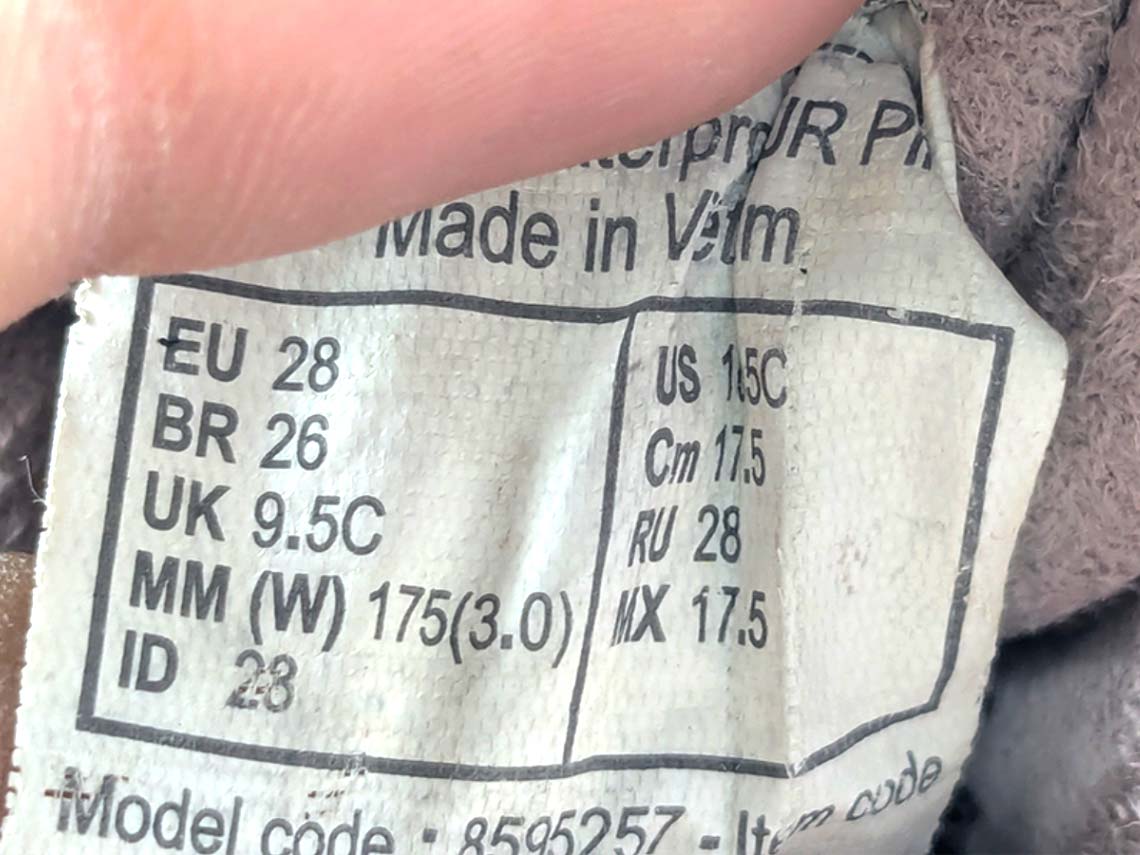 Made in
EU 28
BR 26
UK 9.5C
MM (W) 175(3.0)
ID 28
US
Cm 17.5
RU 28
MX 17.5
Model code : 8595257 - Item code